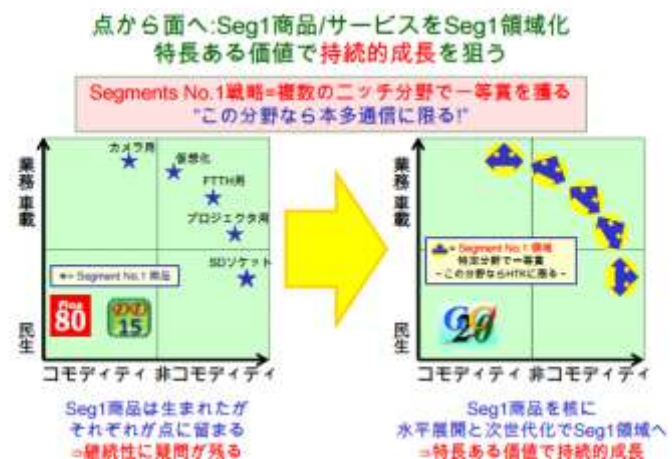 点から面へ:Seg1商品/サービスをSeg1領域化
特長ある価値で持続的成長を狙う
Segments No.1戦略=複数のニッチ分野で一等賞を獲る
“この分野なら本多通信に限る!”
業務 車載
民生
カメラ用
仮想化
FTTH用
プロジェクタ用
SDソケット
★= Segment No.1 商品
Plus
80
DD
15
コモディティ 非コモディティ
Seg1商品は生まれたが
それぞれが点に留まる
⇒継続性に疑問が残る
業務 車載
民生
= Segment No.1 領域
特定分野で一等賞
- この分野ならHTKに限る -
GC
20
コモディティ 非コモディティ
Seg1商品を核に
水平展開と次世代化でSeg1領域へ
⇒特長ある価値で持続的成長